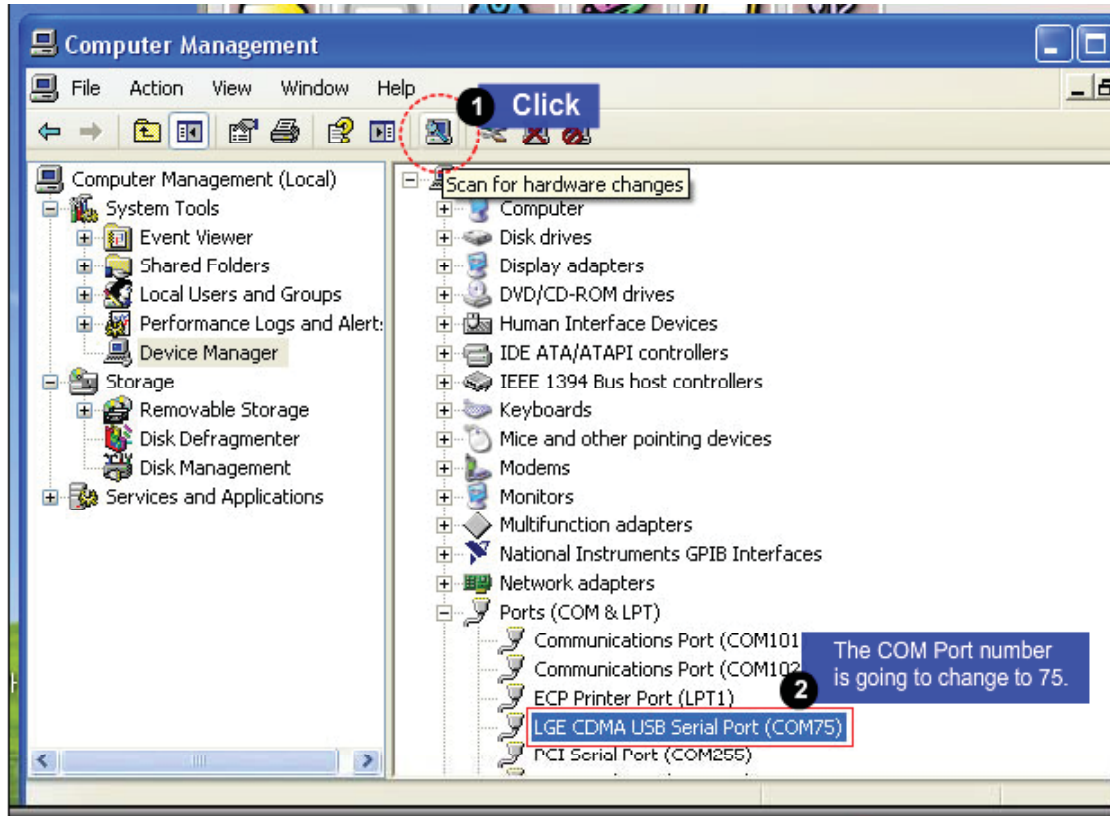 Computer Management
File Action View Window Help
1 Click
Scan for hardware changes
Computer Management (Local)
System Tools
Event Viewer
Shared Folders
Local Users and Groups
Performance Logs and Alert
Device Manager
Storage
Removable Storage
Disk Defragmenter
Disk Management
Services and Applications
Computer
Disk drives
Display adapters
DVD/CD-ROM drives
Human Interface Devices
IDE ATA/ATAPI controllers
IEEE 1394 Bus host controllers
Keyboards
Mice and other pointing devices
Modems
Monitors
Multifunction adapters
National Instruments GPIB Interfaces
Network adapters
Ports (COM & LPT)
Communications Port (COM101
Communications Port (COM102
ECP Printer Port (LPT1)
LGE CDMA USB Serial Port (COM75)
PCI Serial Port (COM255)
2
The COM Port number
is going to change to 75.